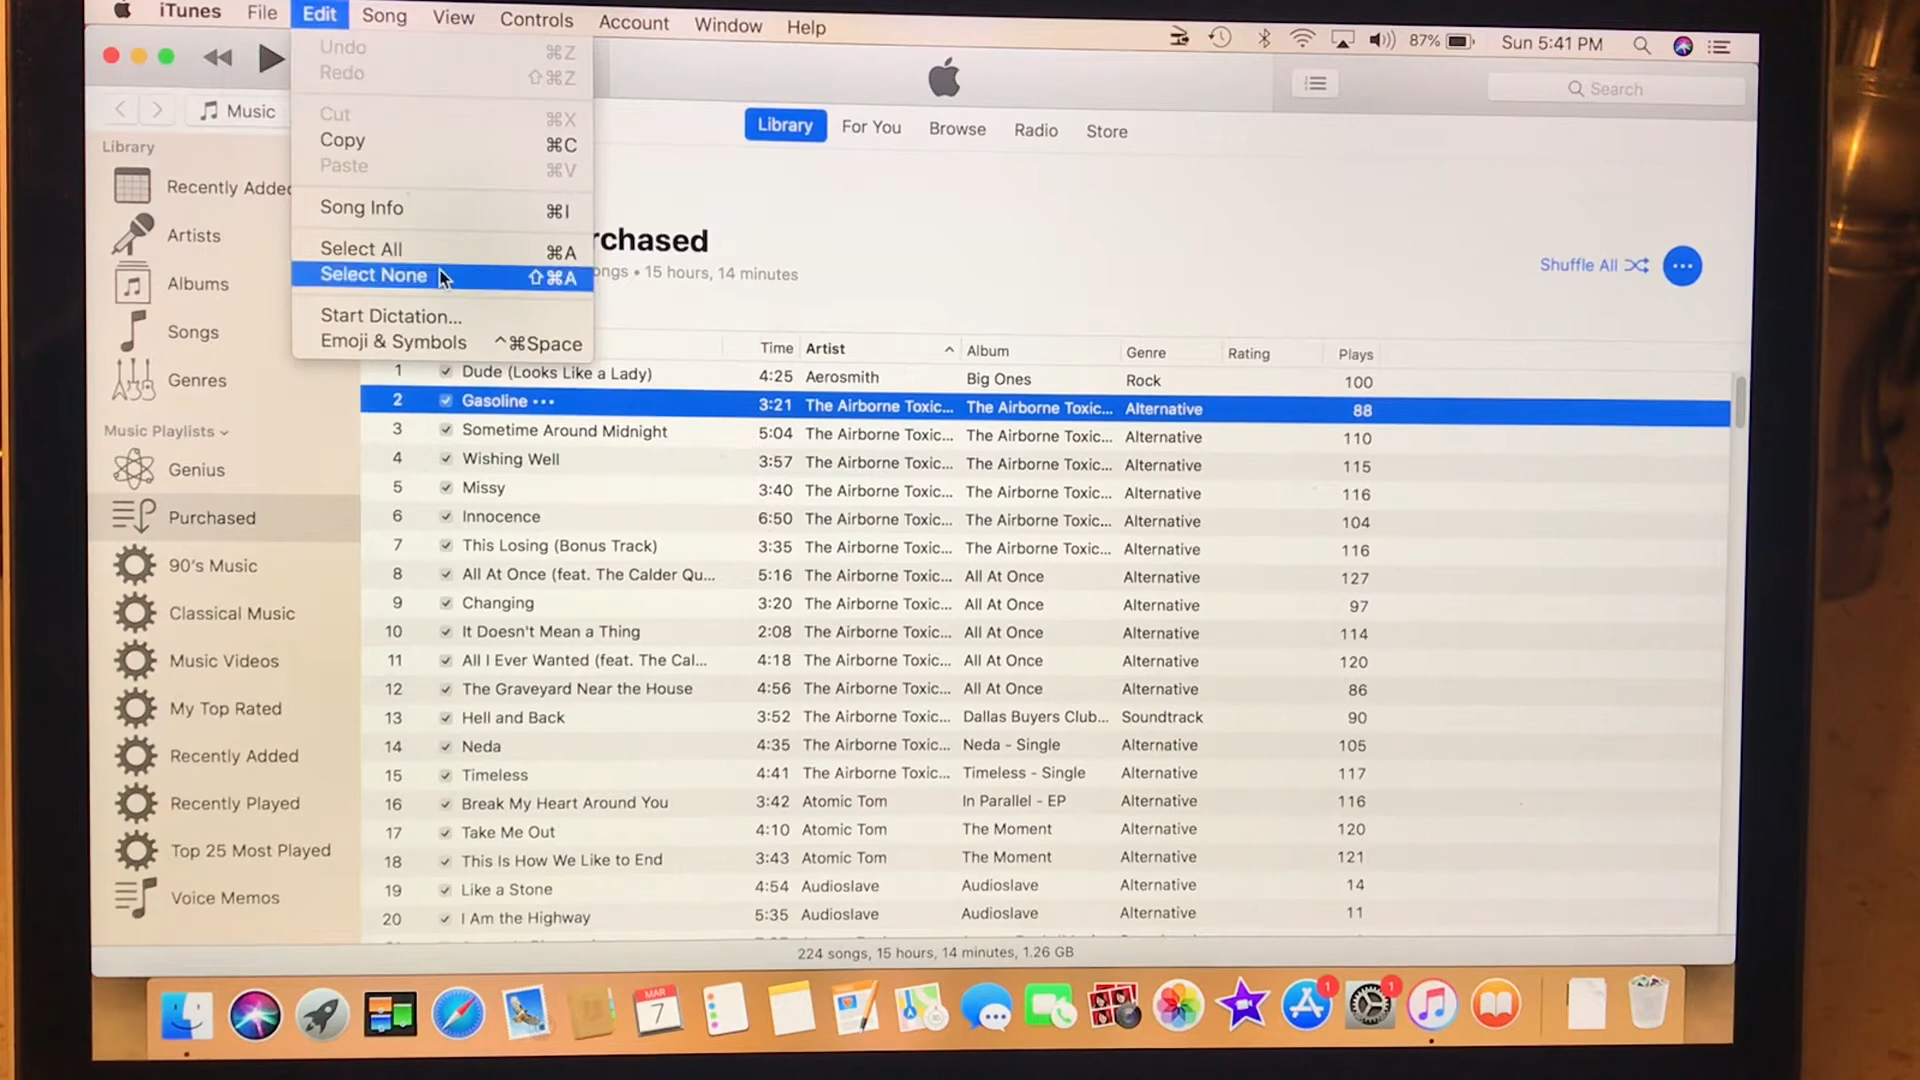 iTunes File Edit Song View Controls Account Window Help 87% Sun 5:41 PM
Undo ⌘Z
Redo ⇧⌘Z
Cut ⌘X
Copy ⌘C
Paste ⌘V
Song Info ⌘I
Select All ⌘A
Select None ⇧⌘A
Start Dictation...
Emoji & Symbols ^⌘Space
Search
Music
Library For You Browse Radio Store
Library
Recently Added
Artists
Albums
Songs
Genres
Music Playlists
Genius
Purchased
90's Music
Classical Music
Music Videos
My Top Rated
Recently Added
Recently Played
Top 25 Most Played
Voice Memos
rchased
ngs • 15 hours, 14 minutes
Shuffle All
Time Artist Album Genre Rating Plays
1 Dude (Looks Like a Lady) 4:25 Aerosmith Big Ones Rock 100
2 Gasoline ••• 3:21 The Airborne Toxic... The Airborne Toxic... Alternative 88
3 Sometime Around Midnight 5:04 The Airborne Toxic... The Airborne Toxic... Alternative 110
4 Wishing Well 3:57 The Airborne Toxic... The Airborne Toxic... Alternative 115
5 Missy 3:40 The Airborne Toxic... The Airborne Toxic... Alternative 116
6 Innocence 6:50 The Airborne Toxic... The Airborne Toxic... Alternative 104
7 This Losing (Bonus Track) 3:35 The Airborne Toxic... The Airborne Toxic... Alternative 116
8 All At Once (feat. The Calder Qu... 5:16 The Airborne Toxic... All At Once Alternative 127
9 Changing 3:20 The Airborne Toxic... All At Once Alternative 97
10 It Doesn't Mean a Thing 2:08 The Airborne Toxic... All At Once Alternative 114
11 All I Ever Wanted (feat. The Cal... 4:18 The Airborne Toxic... All At Once Alternative 120
12 The Graveyard Near the House 4:56 The Airborne Toxic... All At Once Alternative 86
13 Hell and Back 3:52 The Airborne Toxic... Dallas Buyers Club... Soundtrack 90
14 Neda 4:35 The Airborne Toxic... Neda - Single Alternative 105
15 Timeless 4:41 The Airborne Toxic... Timeless - Single Alternative 117
16 Break My Heart Around You 3:42 Atomic Tom In Parallel - EP Alternative 116
17 Take Me Out 4:10 Atomic Tom The Moment Alternative 120
18 This Is How We Like to End 3:43 Atomic Tom The Moment Alternative 121
19 Like a Stone 4:54 Audioslave Audioslave Alternative 14
20 I Am the Highway 5:35 Audioslave Audioslave Alternative 11
224 songs, 15 hours, 14 minutes, 1.26 GB
MAR
7
1
1